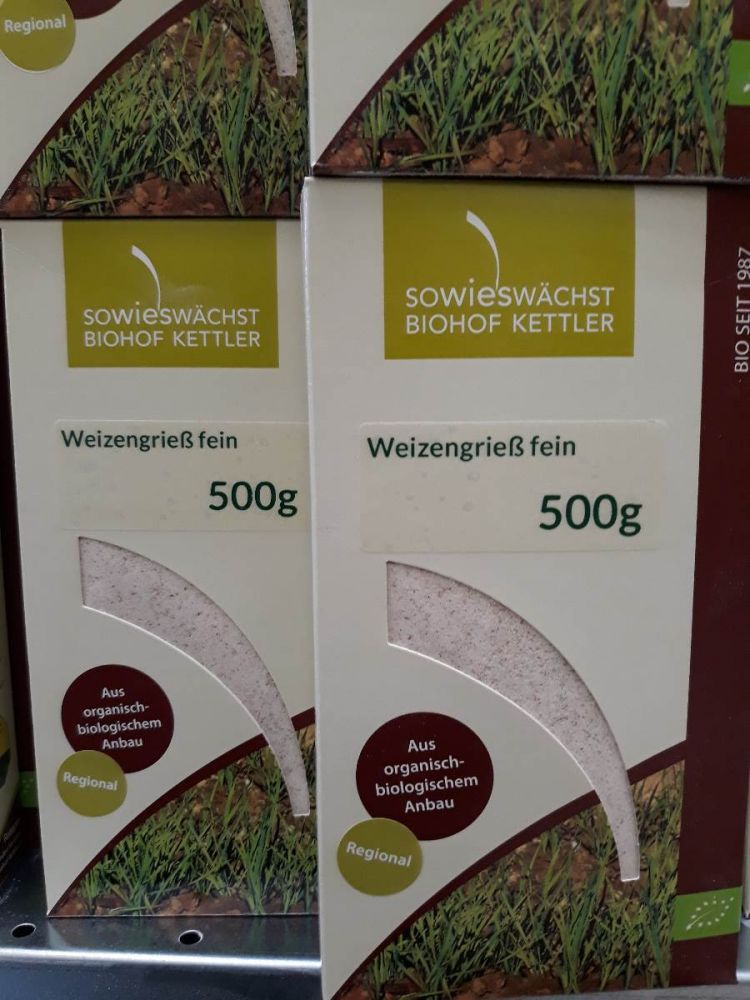 Regional
SOWiesWÄCHST
BIOHOF KETTLER
Weizengrieß fein
500g
Aus
organisch-
biologischem
Anbau
Regional
SOWiesWÄCHST
BIOHOF KETTLER
Weizengrieß fein
500g
Aus
organisch-
biologischem
Anbau
Regional
BIO SEIT 1987